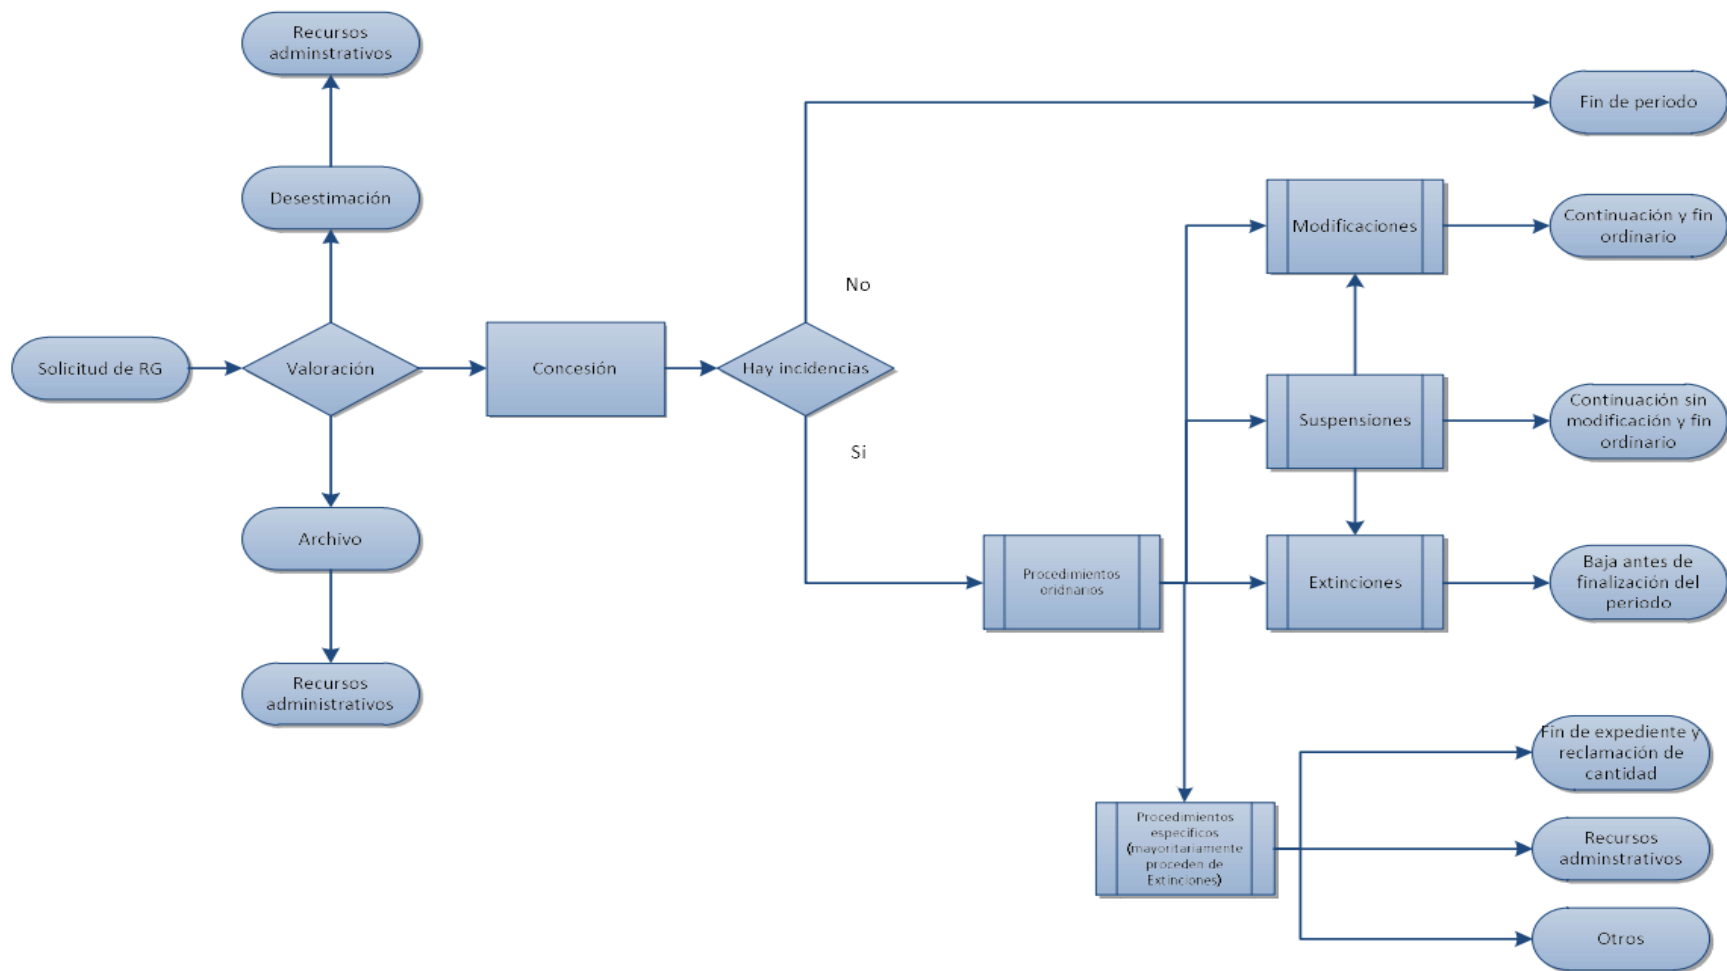 Recursos
adminstrativos
Desestimación
Solicitud de RG
Valoración
Archivo
Recursos
administrativos
Concesión
Hay incidencias
No
Si
Fin de periodo
Procedimientos
oridnarios
Modificaciones
Continuación y fin
ordinario
Suspensiones
Continuación sin
modificación y fin
ordinario
Extinciones
Baja antes de
finalización del
periodo
Procedimientos
específicos
(mayoritariamente
proceden de
Extinciones)
Fin de expediente y
reclamación de
cantidad
Recursos
adminstrativos
Otros